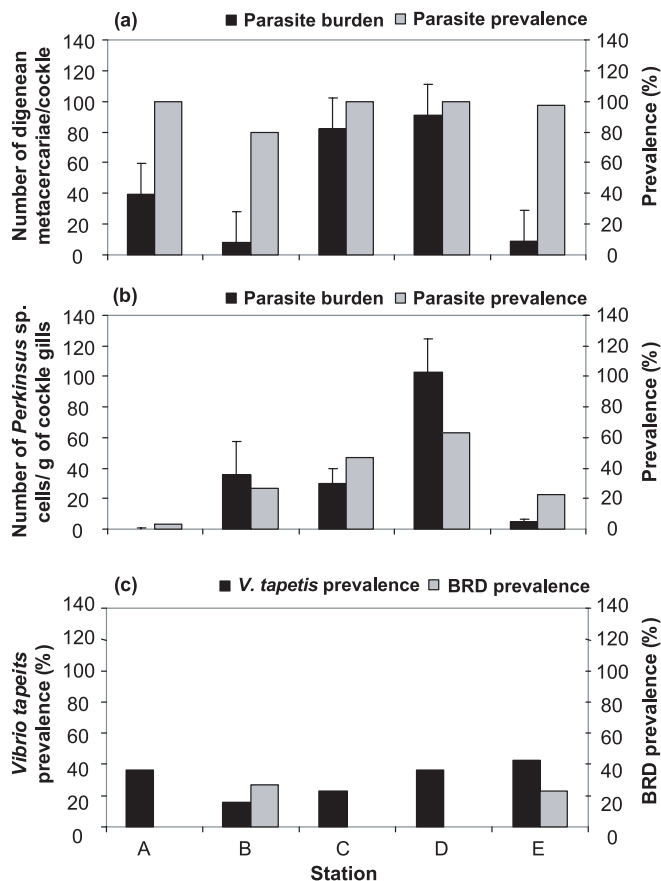 (a)
Parasite burden Parasite prevalence
Number of digenean
metacercariae/cockle
140
120
100
80
60
40
20
0
Prevalence (%)
140
120
100
80
60
40
20
0
(b)
Parasite burden Parasite prevalence
Number of Perkinsus sp.
cells/ g of cockle gills
140
120
100
80
60
40
20
0
Prevalence (%)
140
120
100
80
60
40
20
0
(c)
V. tapetis prevalence BRD prevalence
Vibrio tapeits
prevalence (%)
140
120
100
80
60
40
20
0
BRD prevalence (%)
140
120
100
80
60
40
20
0
A B C D E
Station